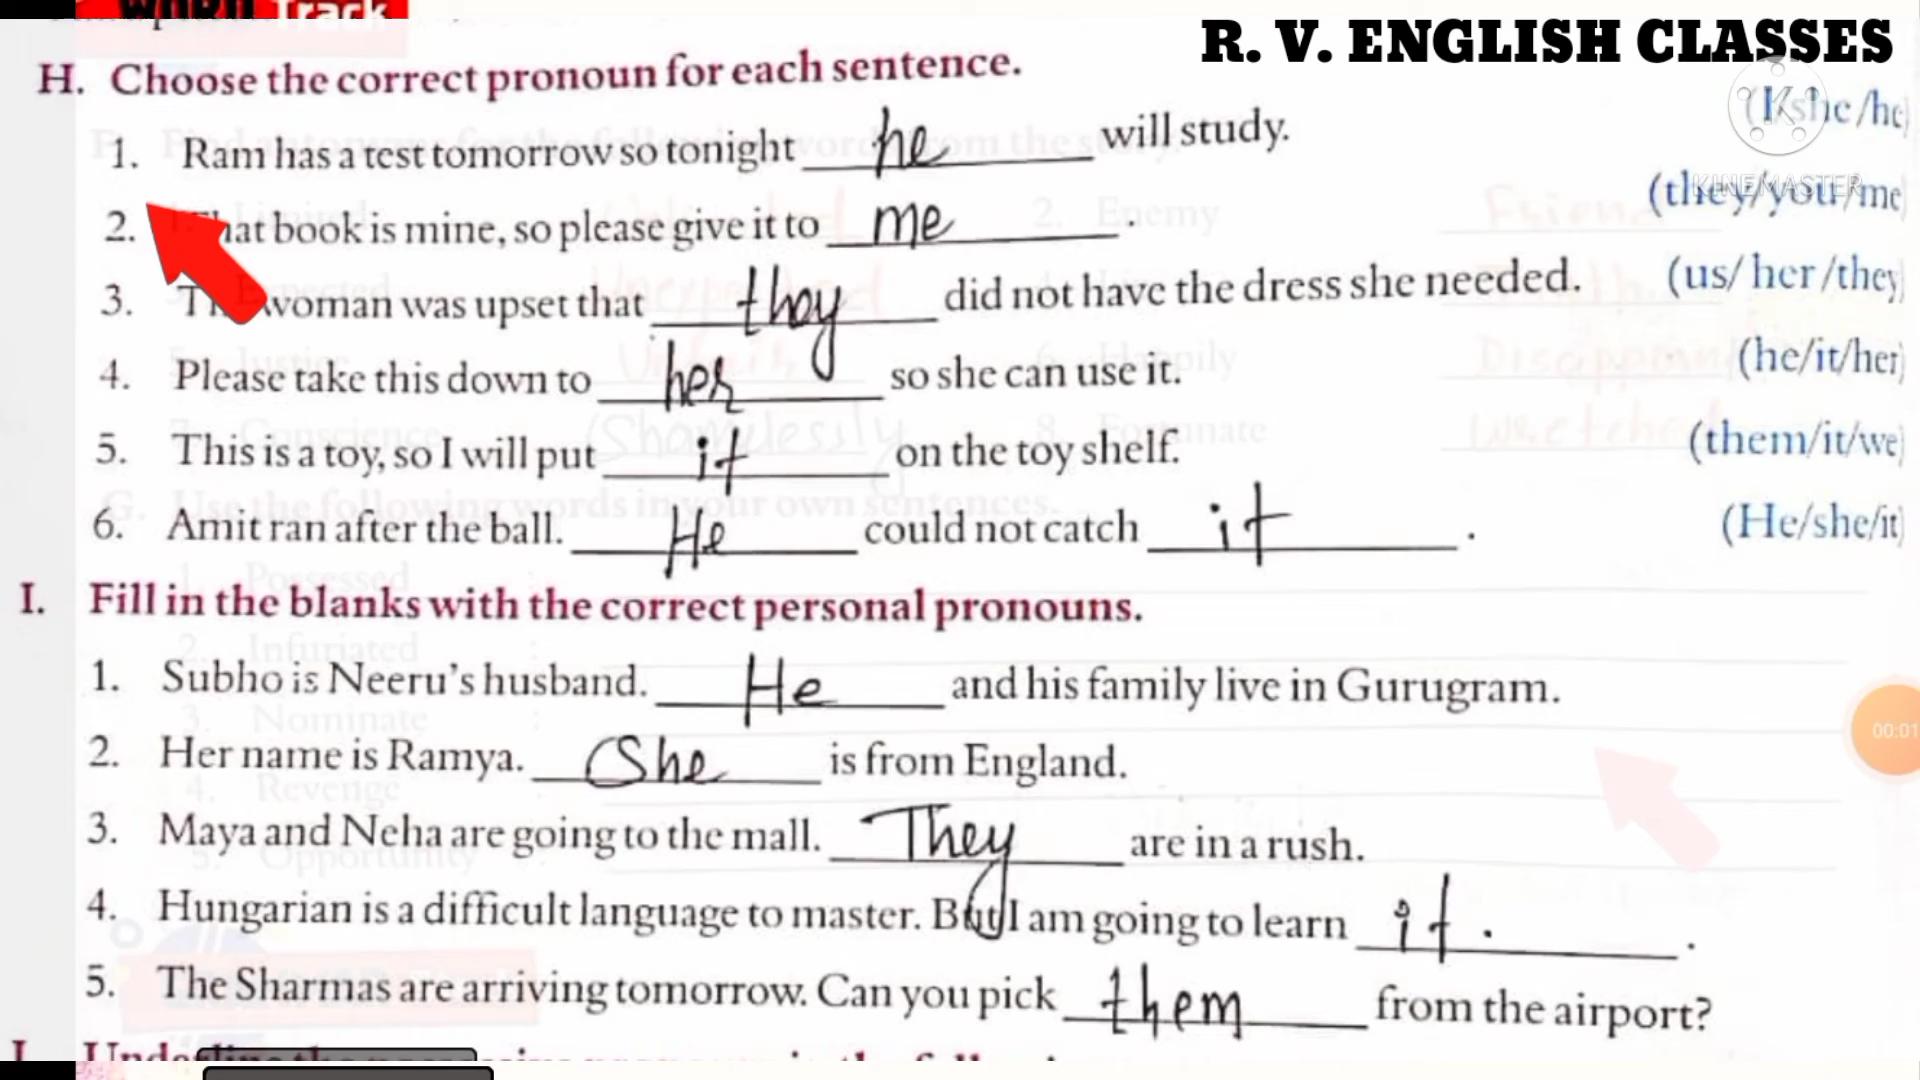 WORD Track
R. V. ENGLISH CLASSES
H. Choose the correct pronoun for each sentence.
1. Ram has a test tomorrow so tonight he will study. (I/she/he)
KINEMASTER
2. That book is mine, so please give it to me. (they/you/me)
3. The woman was upset that they did not have the dress she needed. (us/ her /they)
4. Please take this down to her so she can use it. (he/it/her)
5. This is a toy, so I will put it on the toy shelf. (them/it/we)
6. Amit ran after the ball. He could not catch it. (He/she/it)
I. Fill in the blanks with the correct personal pronouns.
1. Subho is Neeru's husband. He and his family live in Gurugram.
00:01
2. Her name is Ramya. She is from England.
3. Maya and Neha are going to the mall. They are in a rush.
4. Hungarian is a difficult language to master. But I am going to learn it. .
5. The Sharmas are arriving tomorrow. Can you pick them from the airport?